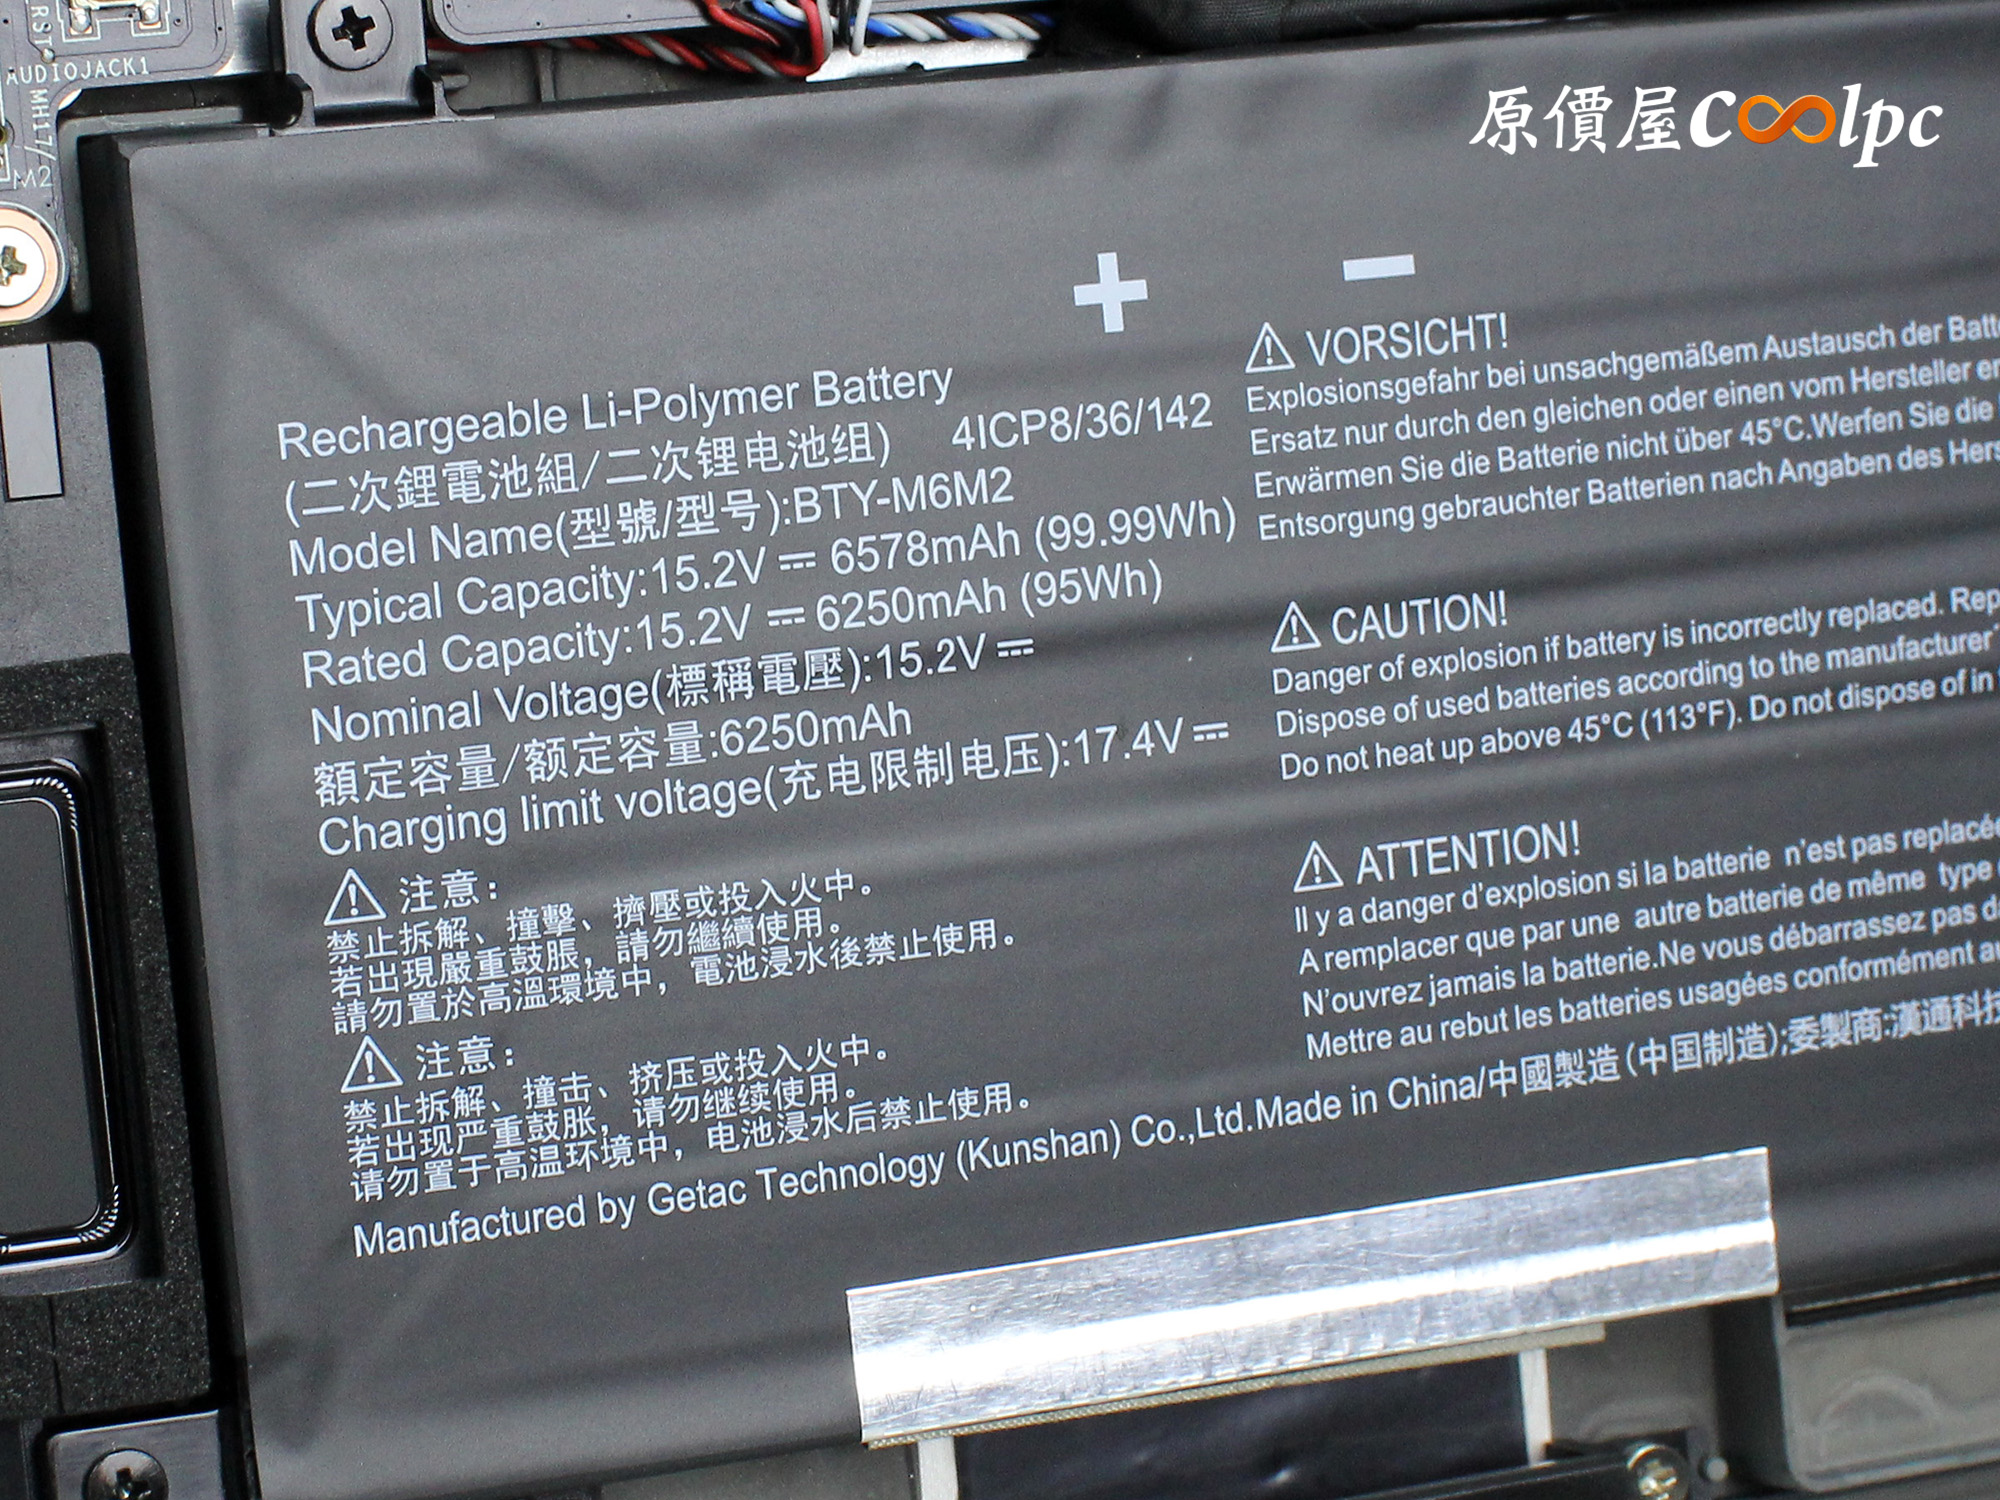 RST
AUDIOJACK1
MH17/
M2
原價屋coolpc
+ −
Rechargeable Li-Polymer Battery
(二次鋰電池組/二次锂电池组) 4ICP8/36/142
Model Name(型號/型号):BTY-M6M2
Typical Capacity:15.2V ⎓ 6578mAh (99.99Wh)
Rated Capacity:15.2V ⎓ 6250mAh (95Wh)
Nominal Voltage(標稱電壓):15.2V ⎓
額定容量/额定容量:6250mAh
Charging limit voltage(充电限制电压):17.4V ⎓
⚠ 注意：
禁止拆解、撞擊、擠壓或投入火中。
若出現嚴重鼓脹，請勿繼續使用。
請勿置於高溫環境中，電池浸水後禁止使用。
⚠ 注意：
禁止拆解、撞击、挤压或投入火中。
若出现严重鼓胀，请勿继续使用。
请勿置于高温环境中，电池浸水后禁止使用。
Manufactured by Getac Technology (Kunshan) Co.,Ltd.Made in China/中國製造(中国制造);委製商:漢通科技
⚠ VORSICHT!
Explosionsgefahr bei unsachgemäßem Austausch der
Ersatz nur durch den gleichen oder einen vom Hersteller
Erwärmen Sie die Batterie nicht über 45°C.Werfen Sie die
Entsorgung gebrauchter Batterien nach Angaben des
⚠ CAUTION!
Danger of explosion if battery is incorrectly replaced.
Dispose of used batteries according to the manufacturer
Do not heat up above 45°C (113°F). Do not dispose of in
⚠ ATTENTION!
Il y a danger d'explosion si la batterie n'est pas replacée
A remplacer que par une autre batterie de même type
N'ouvrez jamais la batterie.Ne vous débarrassez pas
Mettre au rebut les batteries usagées conformément